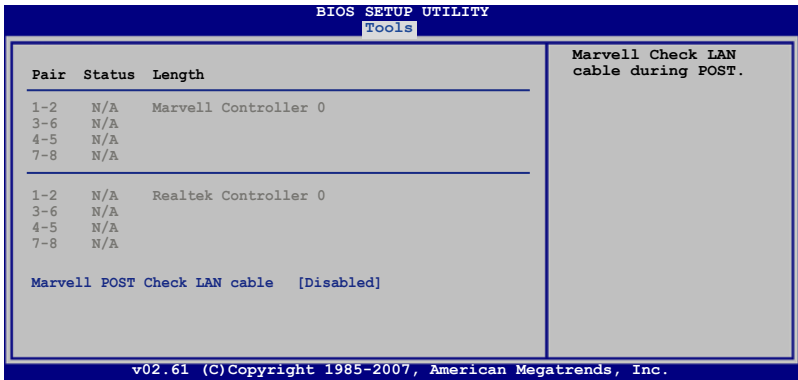 BIOS SETUP UTILITY
Tools
Pair Status Length
1-2 N/A Marvell Controller 0
3-6 N/A
4-5 N/A
7-8 N/A
1-2 N/A Realtek Controller 0
3-6 N/A
4-5 N/A
7-8 N/A
Marvell POST Check LAN cable [Disabled]
Marvell Check LAN
cable during POST.
v02.61 (C)Copyright 1985-2007, American Megatrends, Inc.